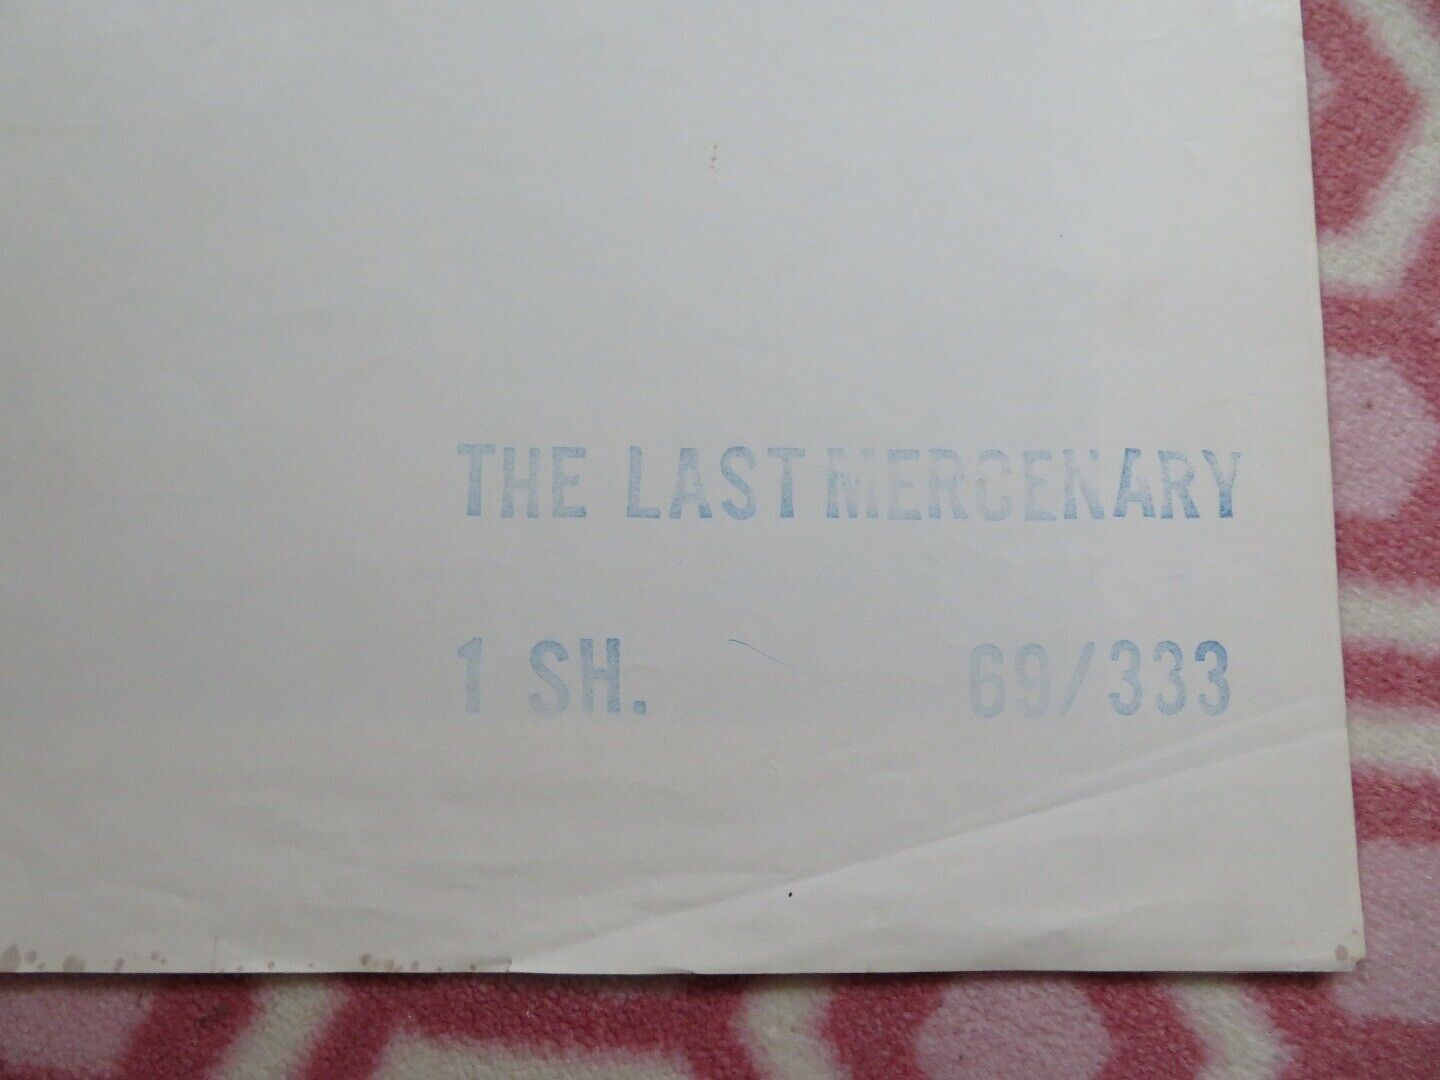 THE LAST MERCENARY
1 SH. 69/333